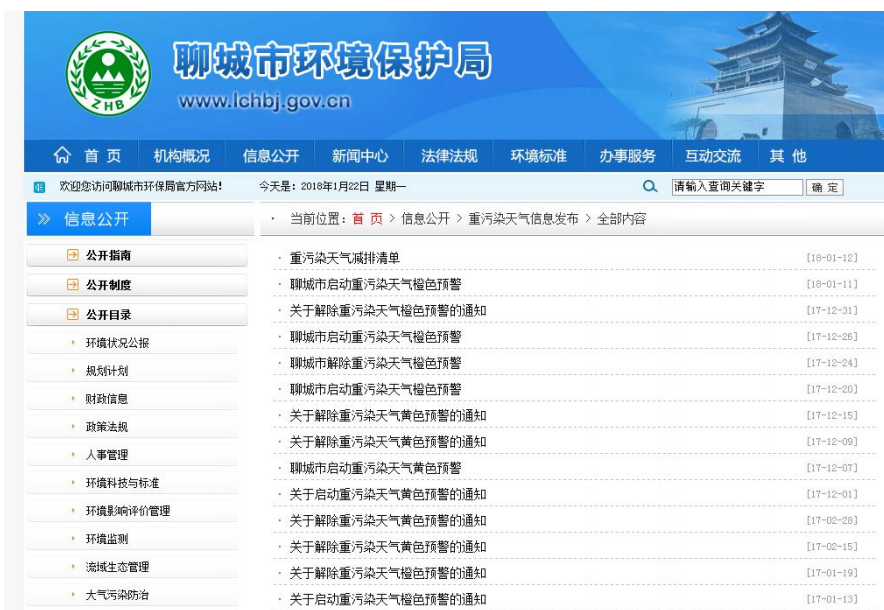 聊城市环境保护局
ZHB
www.lchbj.gov.cn
首 页 机构概况 信息公开 新闻中心 法律法规 环境标准 办事服务 互动交流 其 他
欢迎您访问聊城市环保局官方网站! 今天是：2018年1月22日 星期一 请输入查询关键字 确 定
信息公开 · 当前位置：首 页 > 信息公开 > 重污染天气信息发布 > 全部内容
公开指南
公开制度
公开目录
环境状况公报
规划计划
财政信息
政策法规
人事管理
环境科技与标准
环境影响评价管理
环境监测
流域生态管理
大气污染防治
· 重污染天气减排清单 [18-01-12]
· 聊城市启动重污染天气橙色预警 [18-01-11]
· 关于解除重污染天气橙色预警的通知 [17-12-31]
· 聊城市启动重污染天气橙色预警 [17-12-26]
· 聊城市解除重污染天气橙色预警 [17-12-24]
· 聊城市启动重污染天气橙色预警 [17-12-20]
· 关于解除重污染天气黄色预警的通知 [17-12-15]
· 关于解除重污染天气黄色预警的通知 [17-12-09]
· 聊城市启动重污染天气黄色预警 [17-12-07]
· 关于启动重污染天气黄色预警的通知 [17-12-01]
· 关于解除重污染天气黄色预警的通知 [17-02-28]
· 关于解除重污染天气黄色预警的通知 [17-02-15]
· 关于解除重污染天气橙色预警的通知 [17-01-19]
· 关于启动重污染天气橙色预警的通知 [17-01-13]